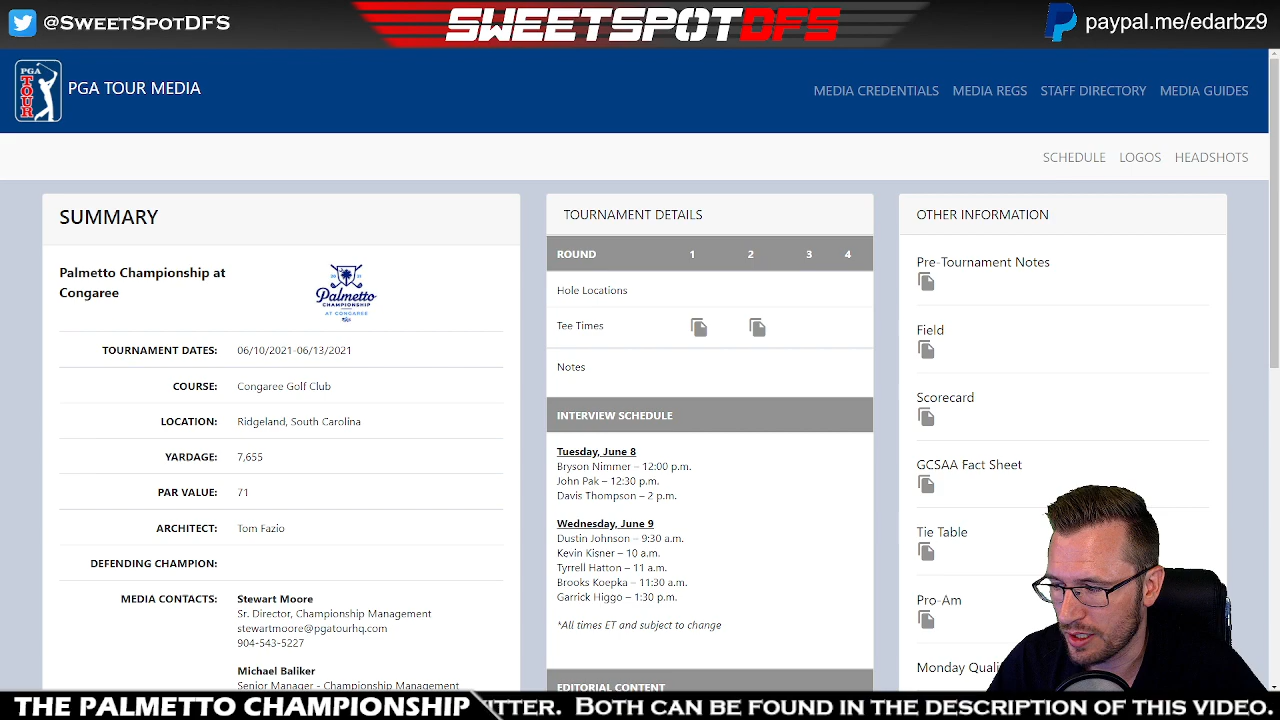 @SweetSpotDFS
SWEETSPOTDFS
paypal.me/edarbz9
PGA TOUR
PGA TOUR MEDIA
MEDIA CREDENTIALS MEDIA REGS STAFF DIRECTORY MEDIA GUIDES
SCHEDULE LOGOS HEADSHOTS
SUMMARY
Palmetto Championship at
Congaree
Palmetto
CHAMPIONSHIP
AT CONGAREE
TOURNAMENT DATES: 06/10/2021-06/13/2021
COURSE: Congaree Golf Club
LOCATION: Ridgeland, South Carolina
YARDAGE: 7,655
PAR VALUE: 71
ARCHITECT: Tom Fazio
DEFENDING CHAMPION:
MEDIA CONTACTS: Stewart Moore
Sr. Director, Championship Management
stewartmoore@pgatourhq.com
904-543-5227
Michael Baliker
Senior Manager - Championship Management
TOURNAMENT DETAILS
ROUND 1 2 3 4
Hole Locations
Tee Times
Notes
INTERVIEW SCHEDULE
Tuesday, June 8
Bryson Nimmer – 12:00 p.m.
John Pak – 12:30 p.m.
Davis Thompson – 2 p.m.
Wednesday, June 9
Dustin Johnson – 9:30 a.m.
Kevin Kisner – 10 a.m.
Tyrrell Hatton – 11 a.m.
Brooks Koepka – 11:30 a.m.
Garrick Higgo – 1:30 p.m.
*All times ET and subject to change
EDITORIAL CONTENT
OTHER INFORMATION
Pre-Tournament Notes
Field
Scorecard
GCSAA Fact Sheet
Tie Table
Pro-Am
Monday Quali
THE PALMETTO CHAMPIONSHIP
ITTER. BOTH CAN BE FOUND IN THE DESCRIPTION OF THIS VIDEO.